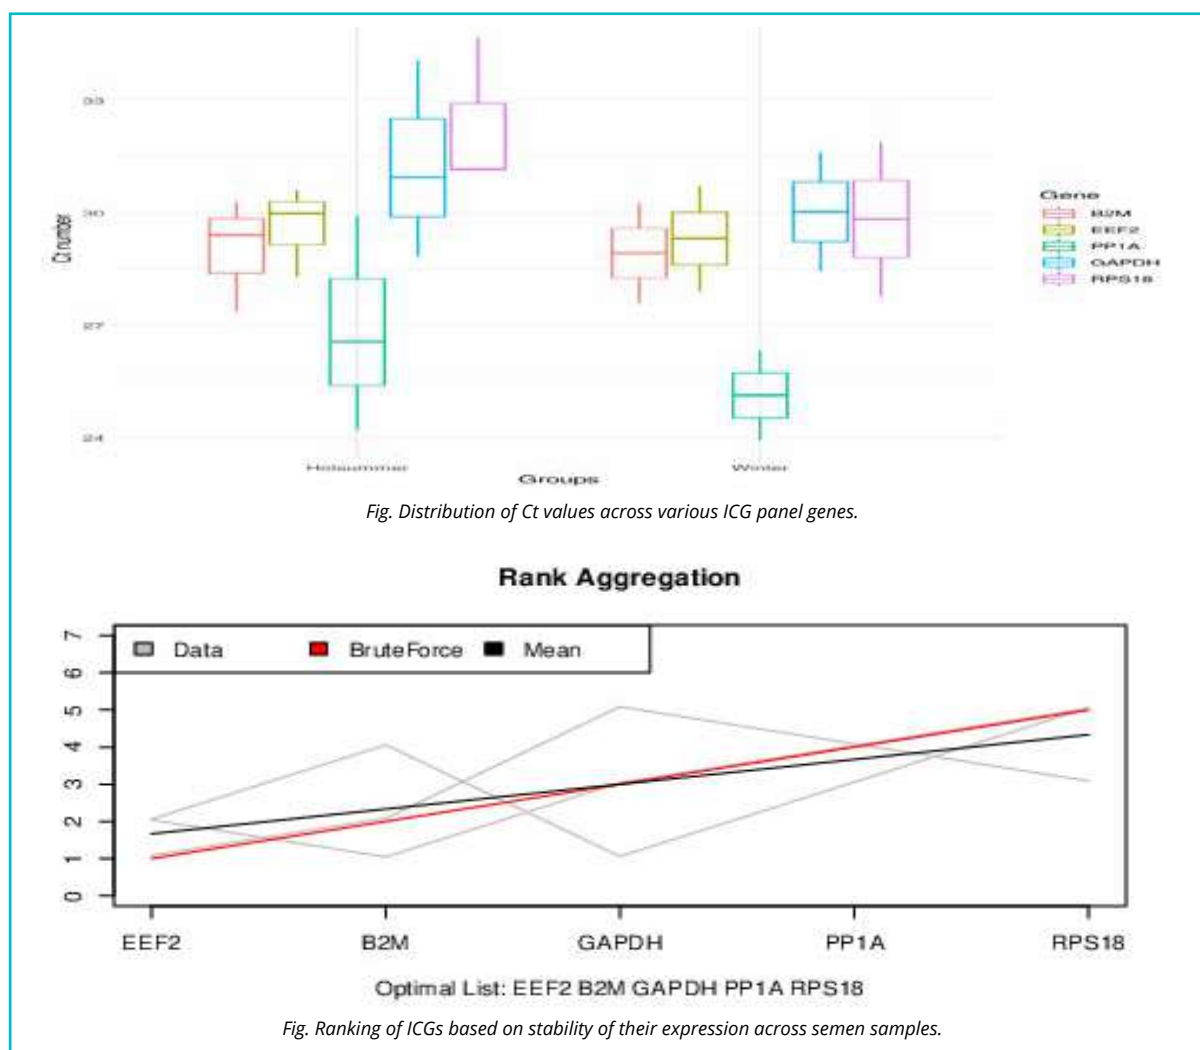 33
30
27
24
Ct number
Hotsummer
Winter
Groups
Gene
B2M
EEF2
PP1A
GAPDH
RPS18
Fig. Distribution of Ct values across various ICG panel genes.
Rank Aggregation
Data BruteForce Mean
7
6
5
4
3
2
1
0
EEF2 B2M GAPDH PP1A RPS18
Optimal List: EEF2 B2M GAPDH PP1A RPS18
Fig. Ranking of ICGs based on stability of their expression across semen samples.